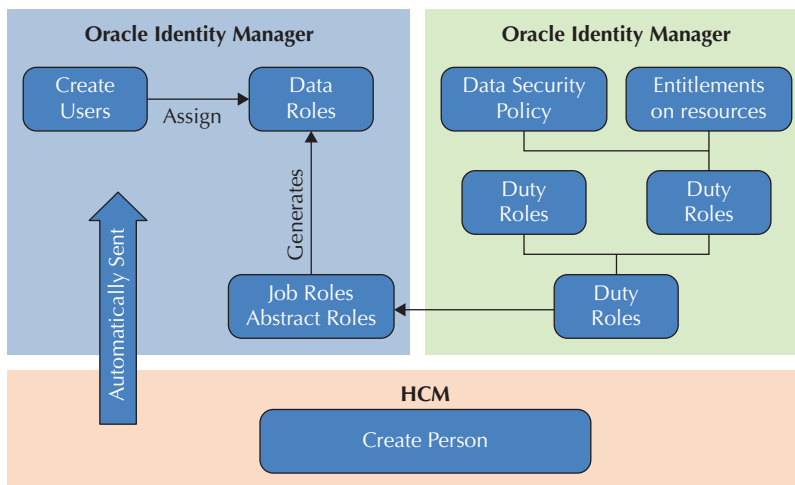 Oracle Identity Manager
Create
Users
Assign
Data
Roles
Generates
Job Roles
Abstract Roles
Automatically Sent
Oracle Identity Manager
Data Security
Policy
Entitlements
on resources
Duty
Roles
Duty
Roles
Duty
Roles
HCM
Create Person